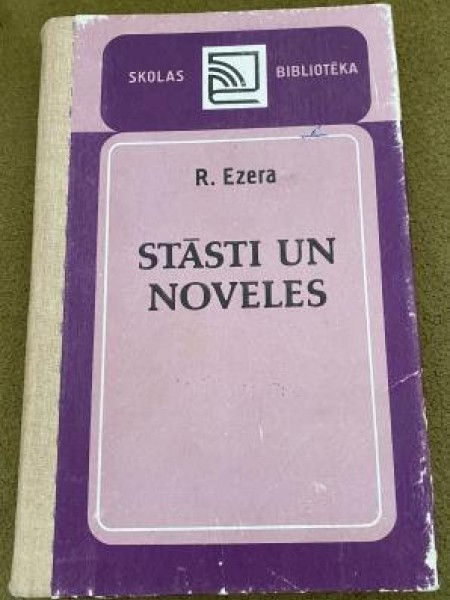 SKOLAS BIBLIOTĒKA
R. Ezera
STĀSTI UN
NOVELES